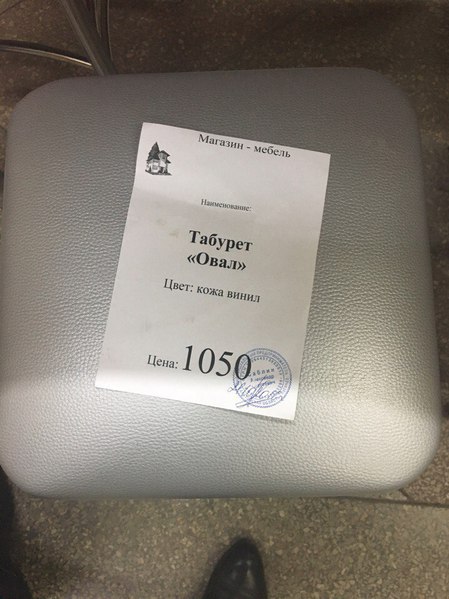 Магазин - мебель
Наименование:
Табурет
«Овал»
Цвет: кожа винил
Цена: 1050